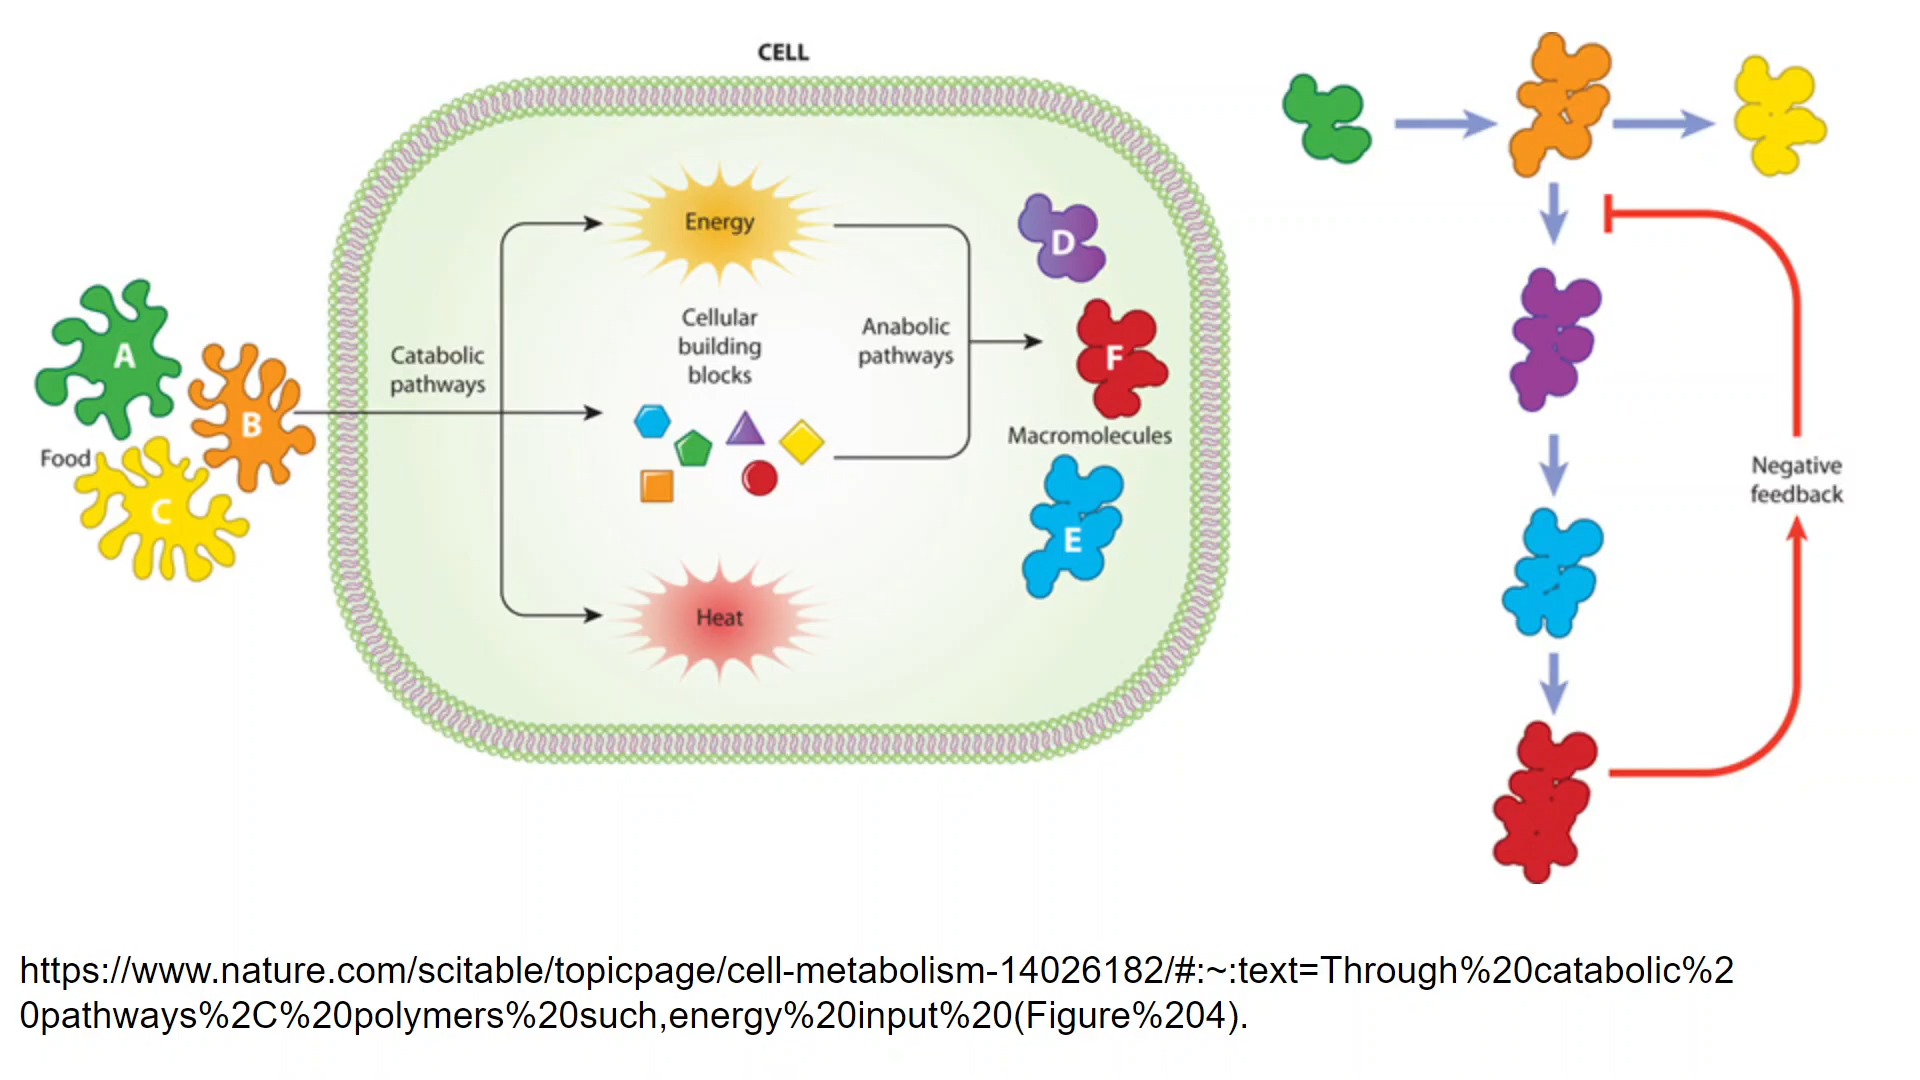 CELL
Energy
Cellular
building
blocks
Catabolic
pathways
Anabolic
pathways
A
B
C
Food
D
F
Macromolecules
E
Heat
Negative
feedback
https://www.nature.com/scitable/topicpage/cell-metabolism-14026182/#:~:text=Through%20catabolic%2
0pathways%2C%20polymers%20such,energy%20input%20(Figure%204).